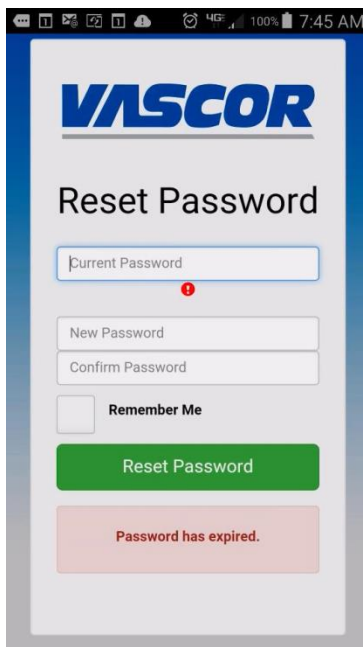 4G 100% 7:45 AM
VASCOR
Reset Password
Current Password
New Password
Confirm Password
Remember Me
Reset Password
Password has expired.